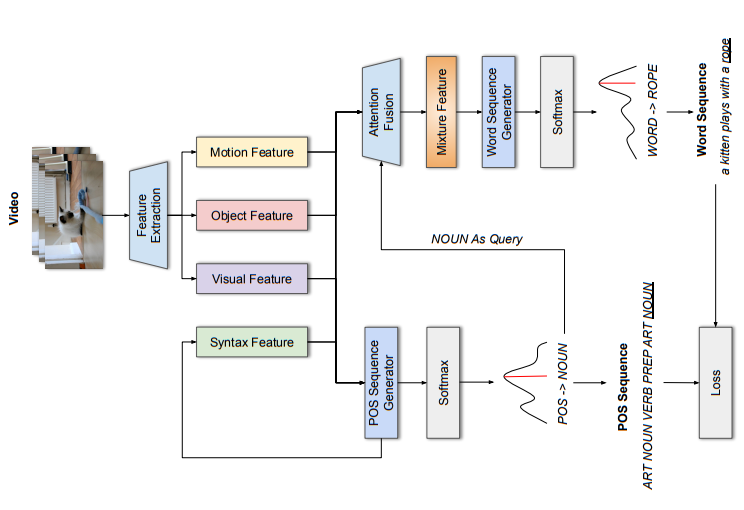 Video
Feature
Extraction
Motion Feature
Object Feature
Visual Feature
Syntax Feature
Attention
Fusion
Mixture Feature
Word Sequence
Generator
Softmax
WORD -> ROPE
Word Sequence
a kitten plays with a rope
NOUN As Query
POS Sequence
Generator
Softmax
POS -> NOUN
POS Sequence
ART NOUN VERB PREP ART NOUN
Loss